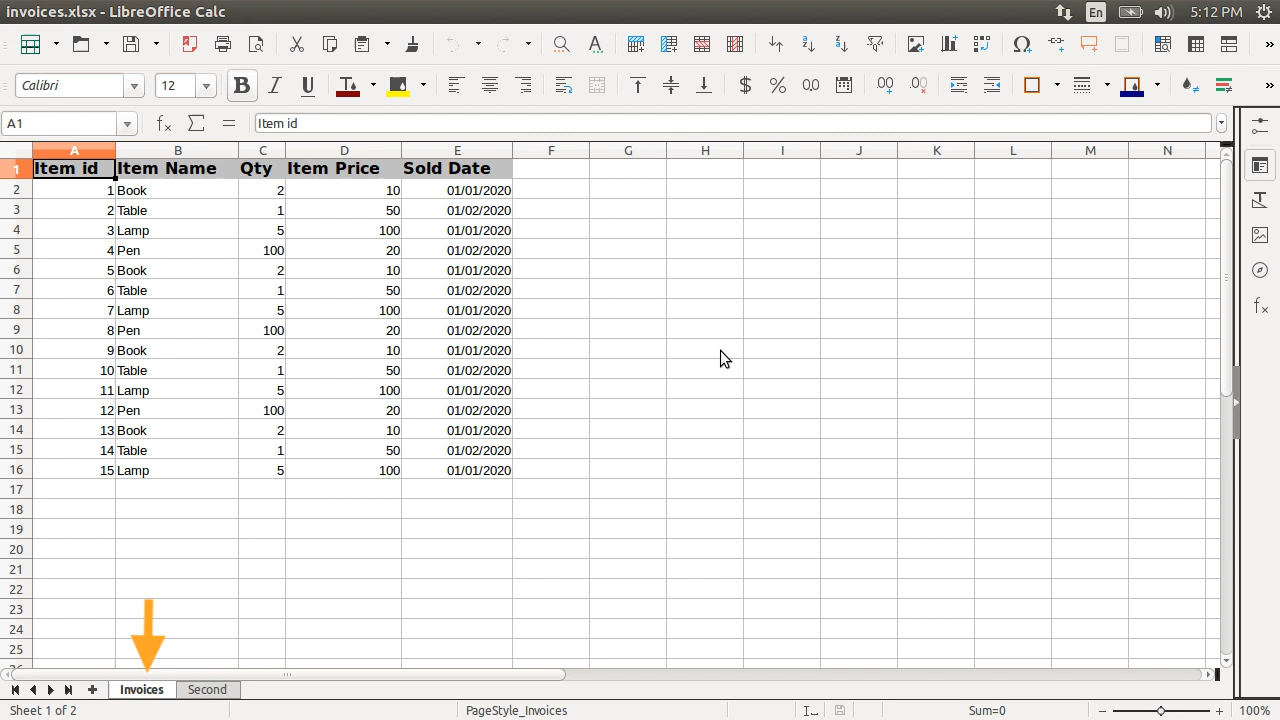 invoices.xlsx - LibreOffice Calc En 5:12 PM
Calibri 12
A1 Item id
A B C D E F G H I J K L M N
1 Item id Item Name Qty Item Price Sold Date
2 1 Book 2 10 01/01/2020
3 2 Table 1 50 01/02/2020
4 3 Lamp 5 100 01/01/2020
5 4 Pen 100 20 01/02/2020
6 5 Book 2 10 01/01/2020
7 6 Table 1 50 01/02/2020
8 7 Lamp 5 100 01/01/2020
9 8 Pen 100 20 01/02/2020
10 9 Book 2 10 01/01/2020
11 10 Table 1 50 01/02/2020
12 11 Lamp 5 100 01/01/2020
13 12 Pen 100 20 01/02/2020
14 13 Book 2 10 01/01/2020
15 14 Table 1 50 01/02/2020
16 15 Lamp 5 100 01/01/2020
17
18
19
20
21
22
23
24
25
26
Invoices Second
Sheet 1 of 2 PageStyle_Invoices Sum=0 100%